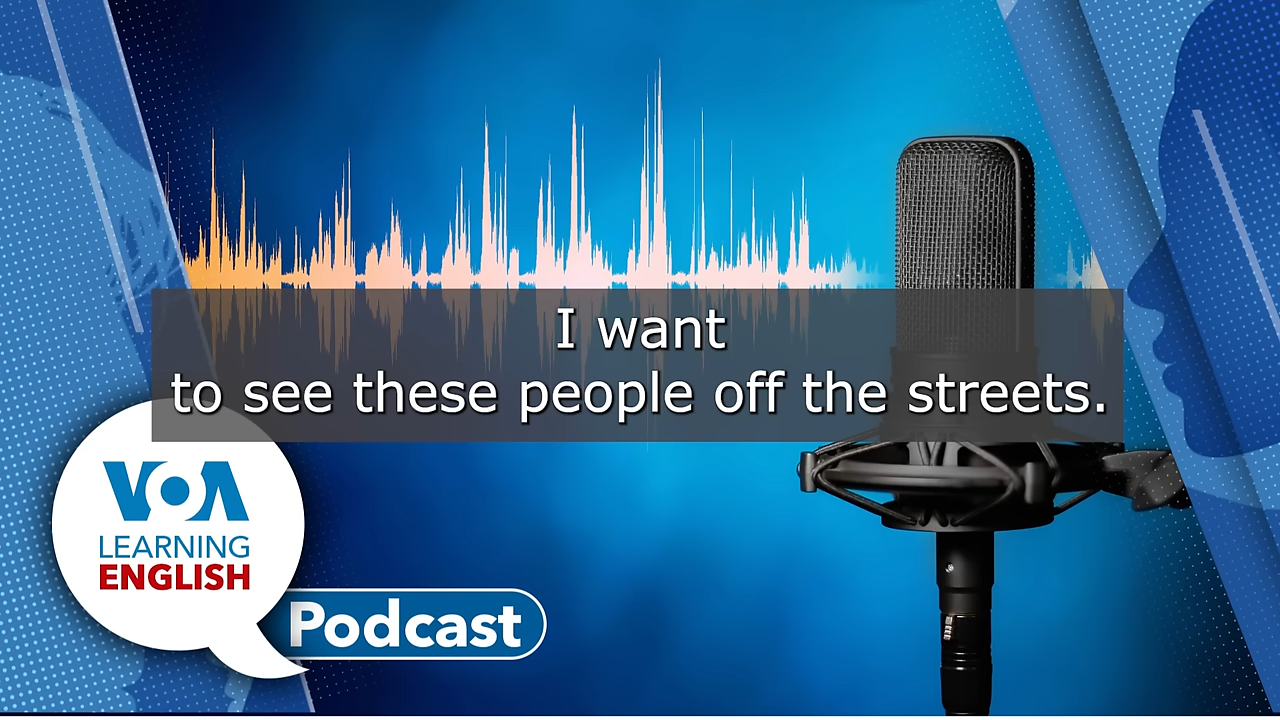 I want
to see these people off the streets.
VOA
LEARNING
ENGLISH
Podcast